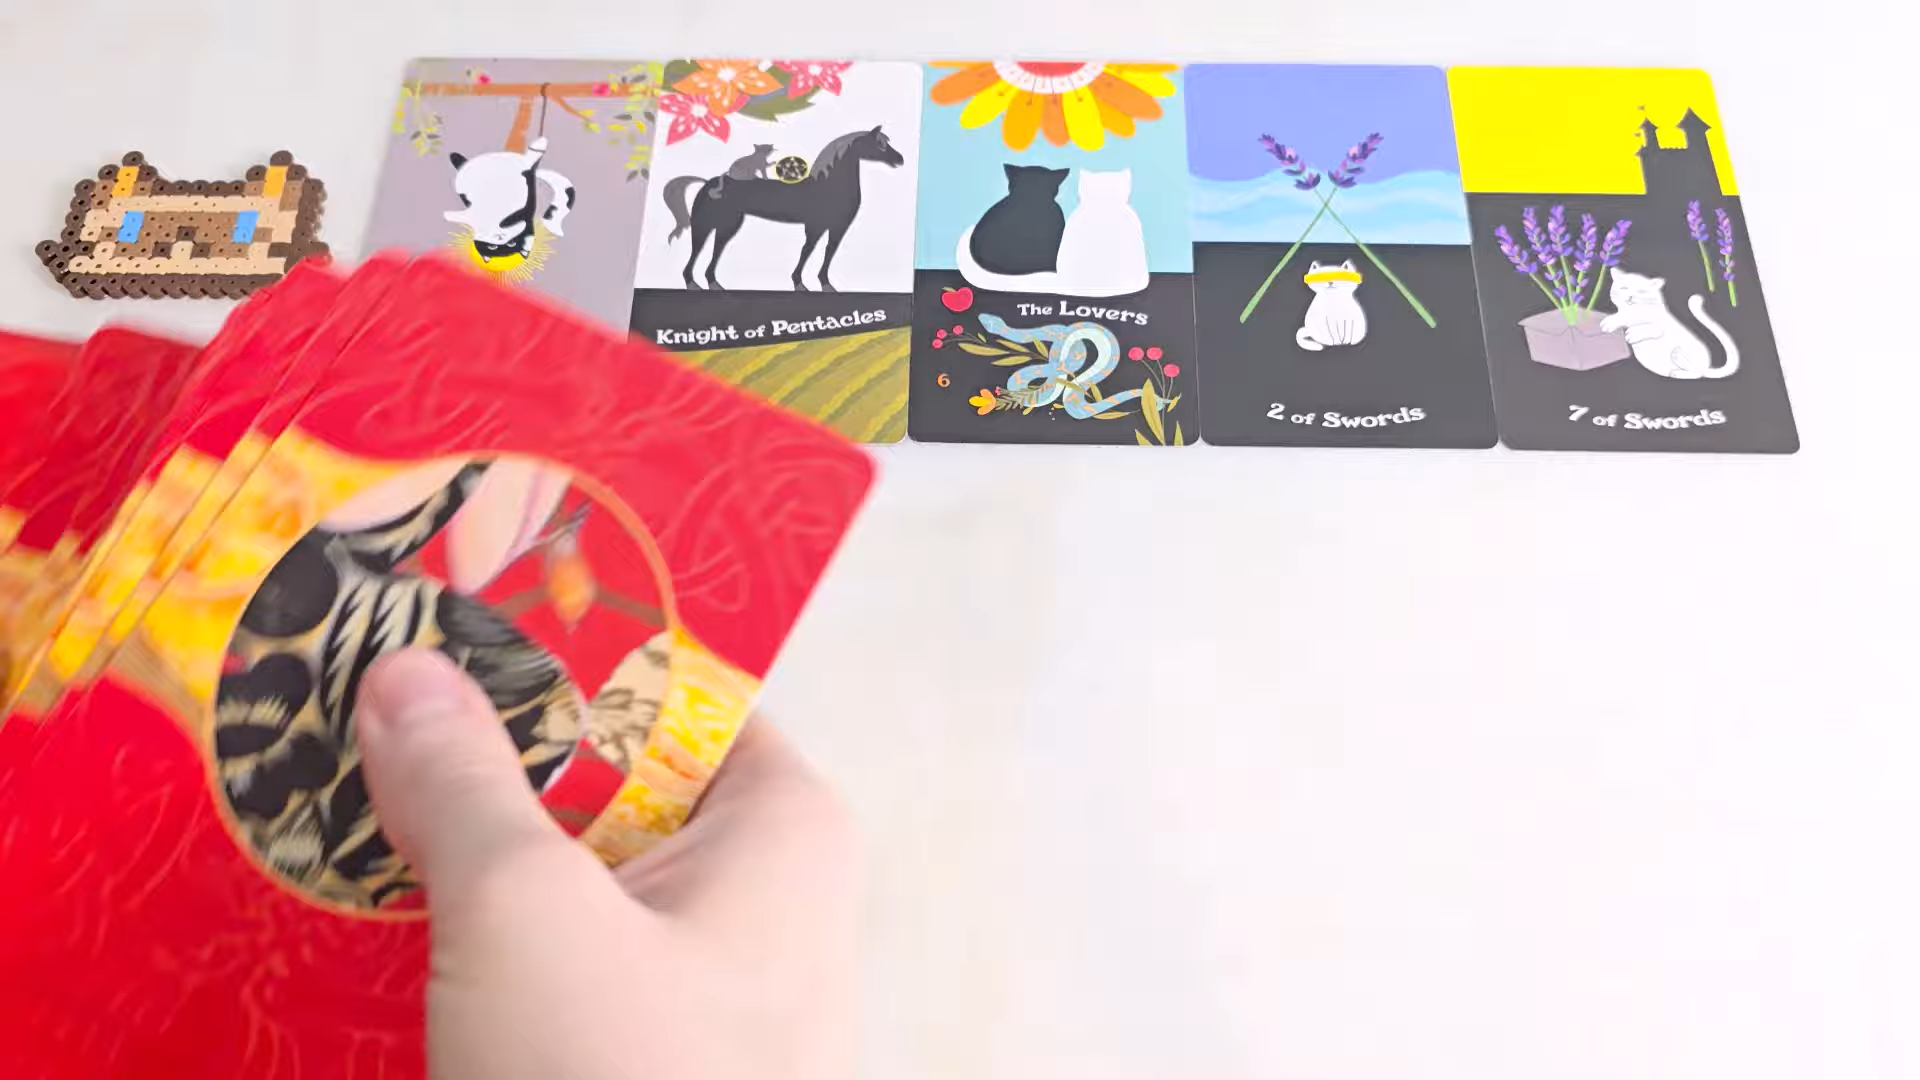 Knight of Pentacles
The Lovers
6
2 of Swords
7 of Swords